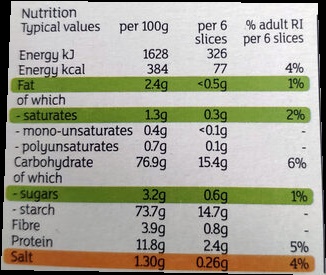 Nutrition
Typical values per 100g per 6 slices % adult RI per 6 slices
Energy kJ 1628 326
Energy kcal 384 77 4%
Fat 2.4g <0.5g 1%
of which
- saturates 1.3g 0.3g 2%
- mono-unsaturates 0.4g <0.1g -
- polyunsaturates 0.7g 0.1g -
Carbohydrate 76.9g 15.4g 6%
of which
- sugars 3.2g 0.6g 1%
- starch 73.7g 14.7g -
Fibre 3.9g 0.8g -
Protein 11.8g 2.4g 5%
Salt 1.30g 0.26g 4%